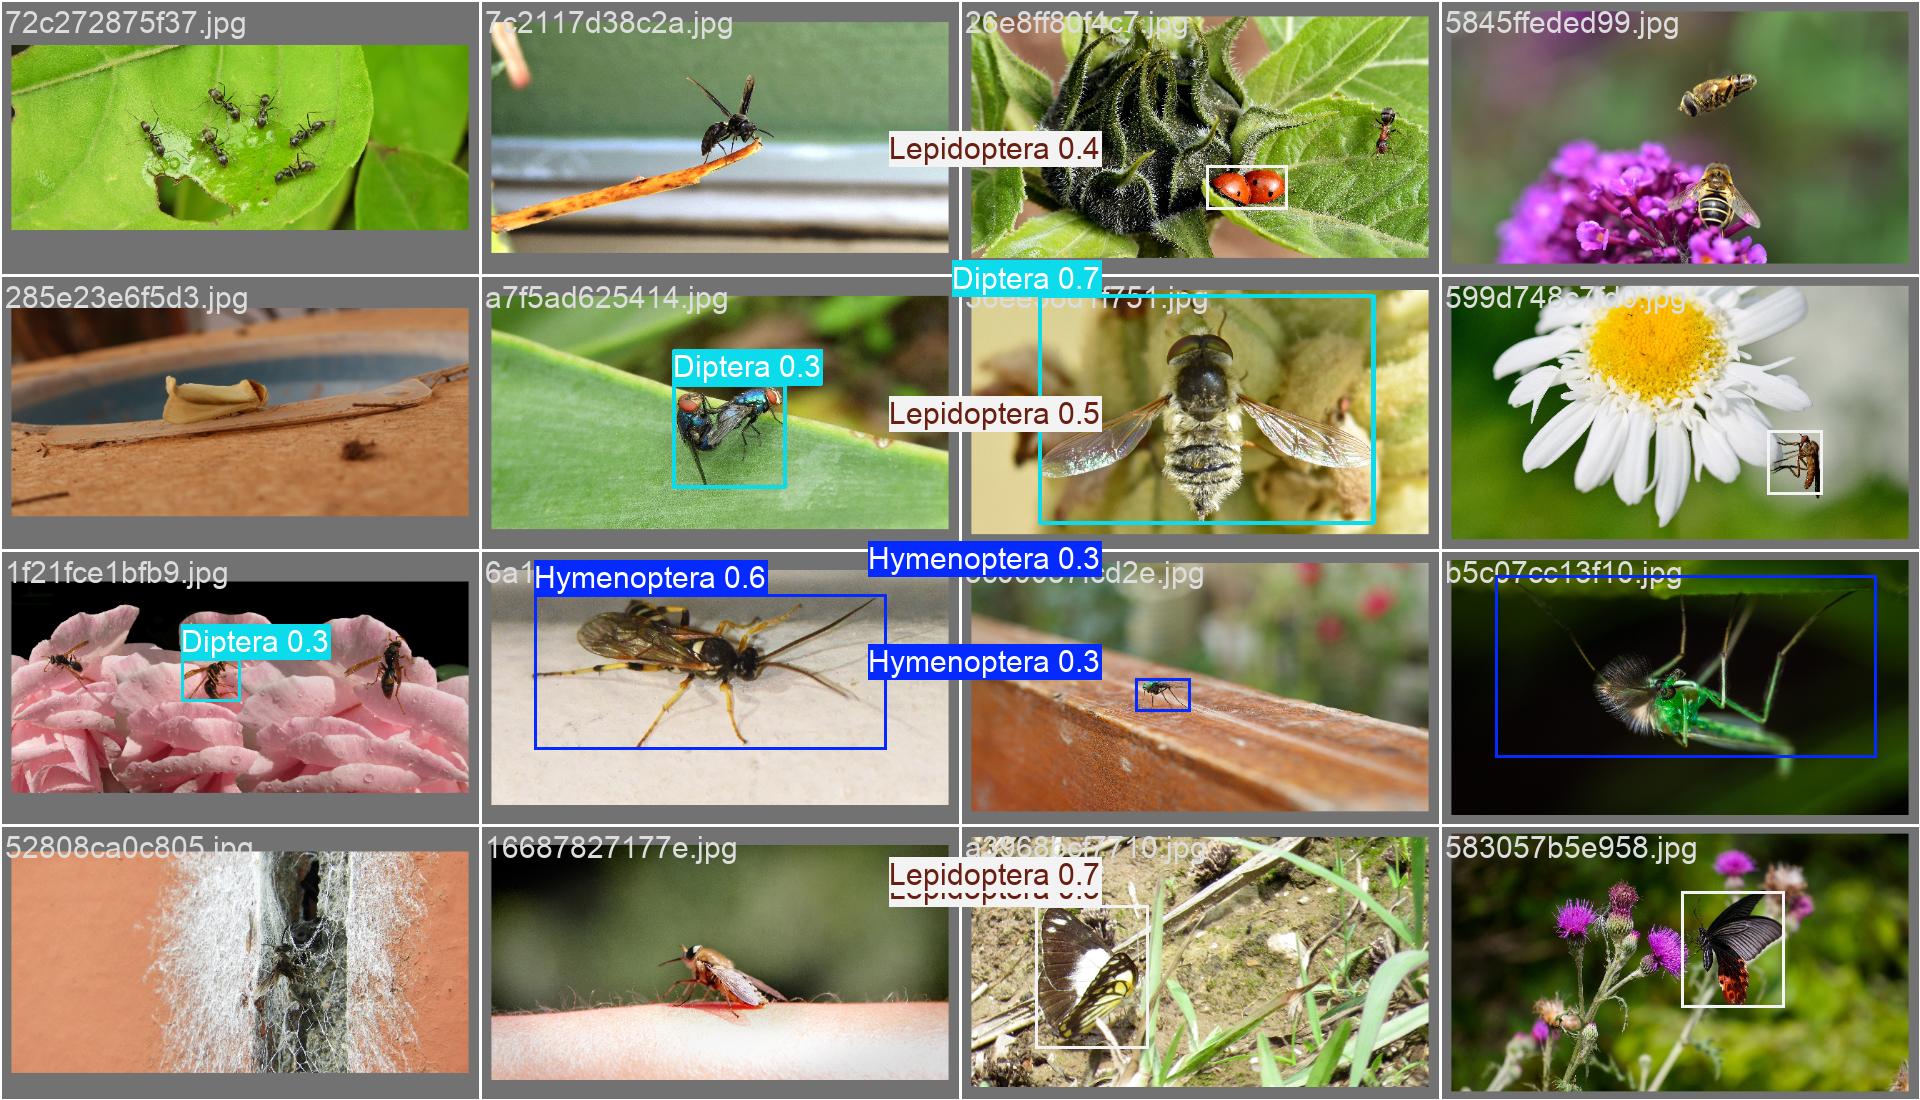 72c272875f37.jpg
7c2117d38c2a.jpg
26e8ff80f4c7.jpg
5845ffeded99.jpg
Lepidoptera 0.4
Diptera 0.7
285e23e6f5d3.jpg
a7f5ad625414.jpg
Diptera 0.3
Lepidoptera 0.5
Hymenoptera 0.3
1f21fce1bfb9.jpg
Hymenoptera 0.6
b5c07cc13f10.jpg
Diptera 0.3
Hymenoptera 0.3
52808ca0c805.jpg
16687827177e.jpg
583057b5e958.jpg
Lepidoptera 0.7